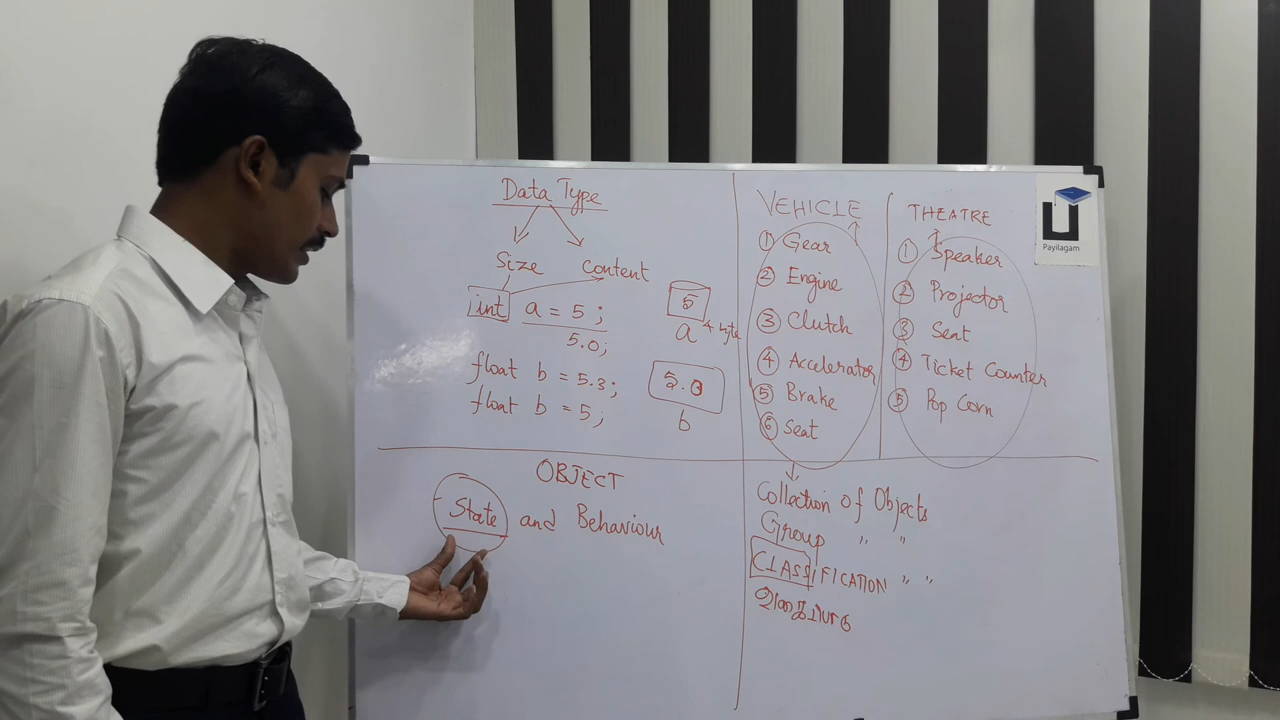 Data Type
Size
Content
int a = 5 ;
5.0;
float b = 5.3;
float b = 5;
5
a
4 byte
5.0
b
VEHICLE
1 Gear
2 Engine
3 Clutch
4 Accelerator
5 Brake
6 Seat
THEATRE
1 Speaker
2 Projector
3 Seat
4 Ticket Counter
5 Pop Corn
Payilagam
OBJECT
State and Behaviour
Collection of Objects
Group " "
CLASSIFICATION " "